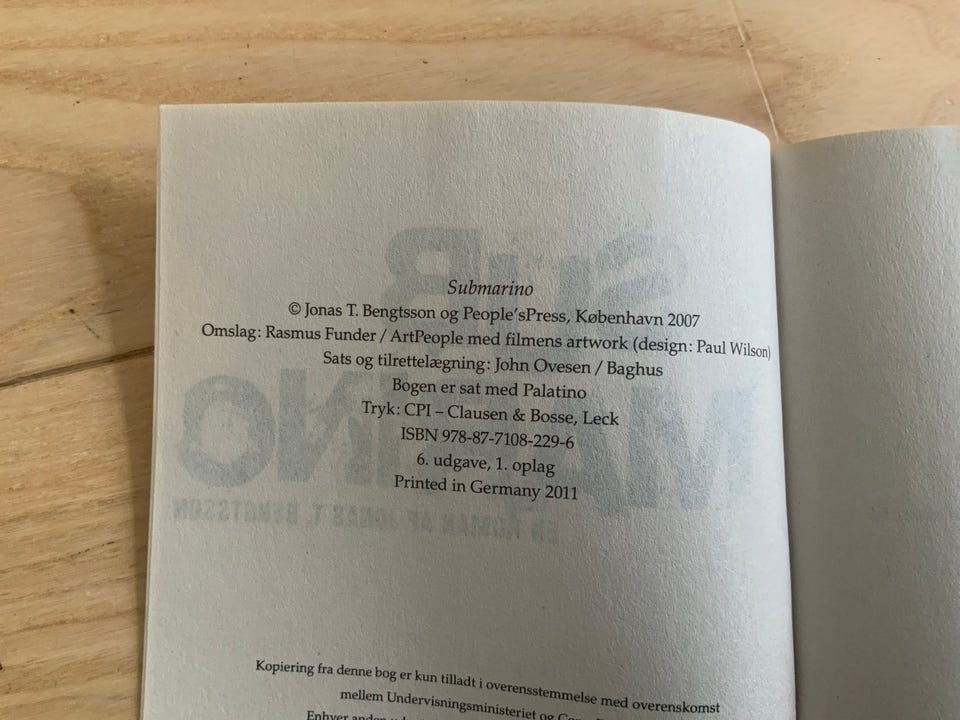 Submarino
© Jonas T. Bengtsson og People'sPress, København 2007
Omslag: Rasmus Funder / ArtPeople med filmens artwork (design: Paul Wilson)
Sats og tilrettelægning: John Ovesen / Baghus
Bogen er sat med Palatino
Tryk: CPI – Clausen & Bosse, Leck
ISBN 978-87-7108-229-6
6. udgave, 1. oplag
Printed in Germany 2011
Kopiering fra denne bog er kun tilladt i overensstemmelse med overenskomst
mellem Undervisningsministeriet og
Enhver anden